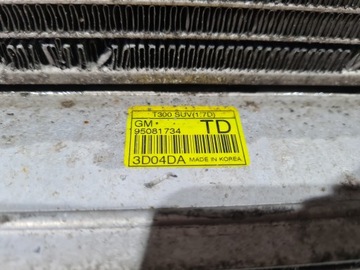 T300 SUV(1.7D)
GM TD
95081734
3D04DA MADE IN KOREA